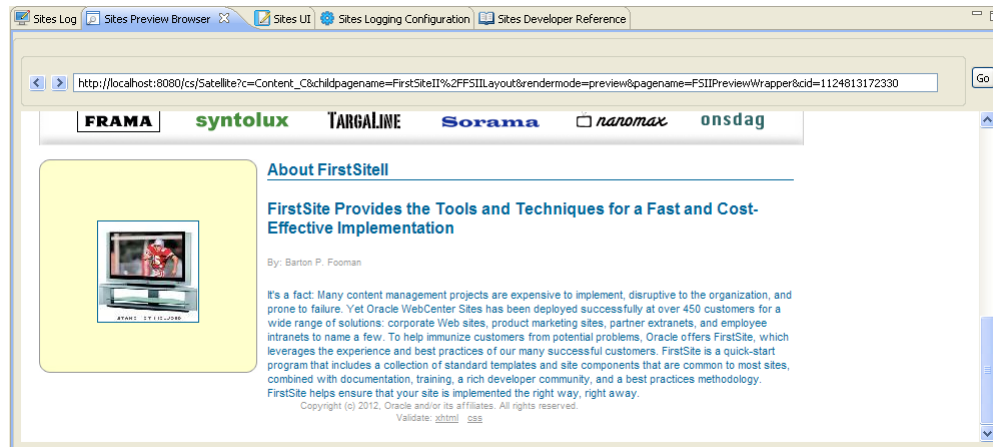 Sites Log Sites Preview Browser Sites UI Sites Logging Configuration Sites Developer Reference
http://localhost:8080/cs/Satellite?c=Content_C&childpagename=FirstSiteII%2FFSIILayout&rendermode=preview&pagename=FSIIPreviewWrapper&cid=1124813172330 Go
FRAMA syntolux TARGALINE Sorama nanomax onsdag
About FirstSiteII
FirstSite Provides the Tools and Techniques for a Fast and Cost-
Effective Implementation
By: Barton P. Fooman
It's a fact: Many content management projects are expensive to implement, disruptive to the organization, and
prone to failure. Yet Oracle WebCenter Sites has been deployed successfully at over 450 customers for a
wide range of solutions: corporate Web sites, product marketing sites, partner extranets, and employee
intranets to name a few. To help immunize customers from potential problems, Oracle offers FirstSite, which
leverages the experience and best practices of our many successful customers. FirstSite is a quick-start
program that includes a collection of standard templates and site components that are common to most sites,
combined with documentation, training, a rich developer community, and a best practices methodology.
FirstSite helps ensure that your site is implemented the right way, right away.
Copyright (c) 2012, Oracle and/or its affiliates. All rights reserved.
Validate: xhtml css